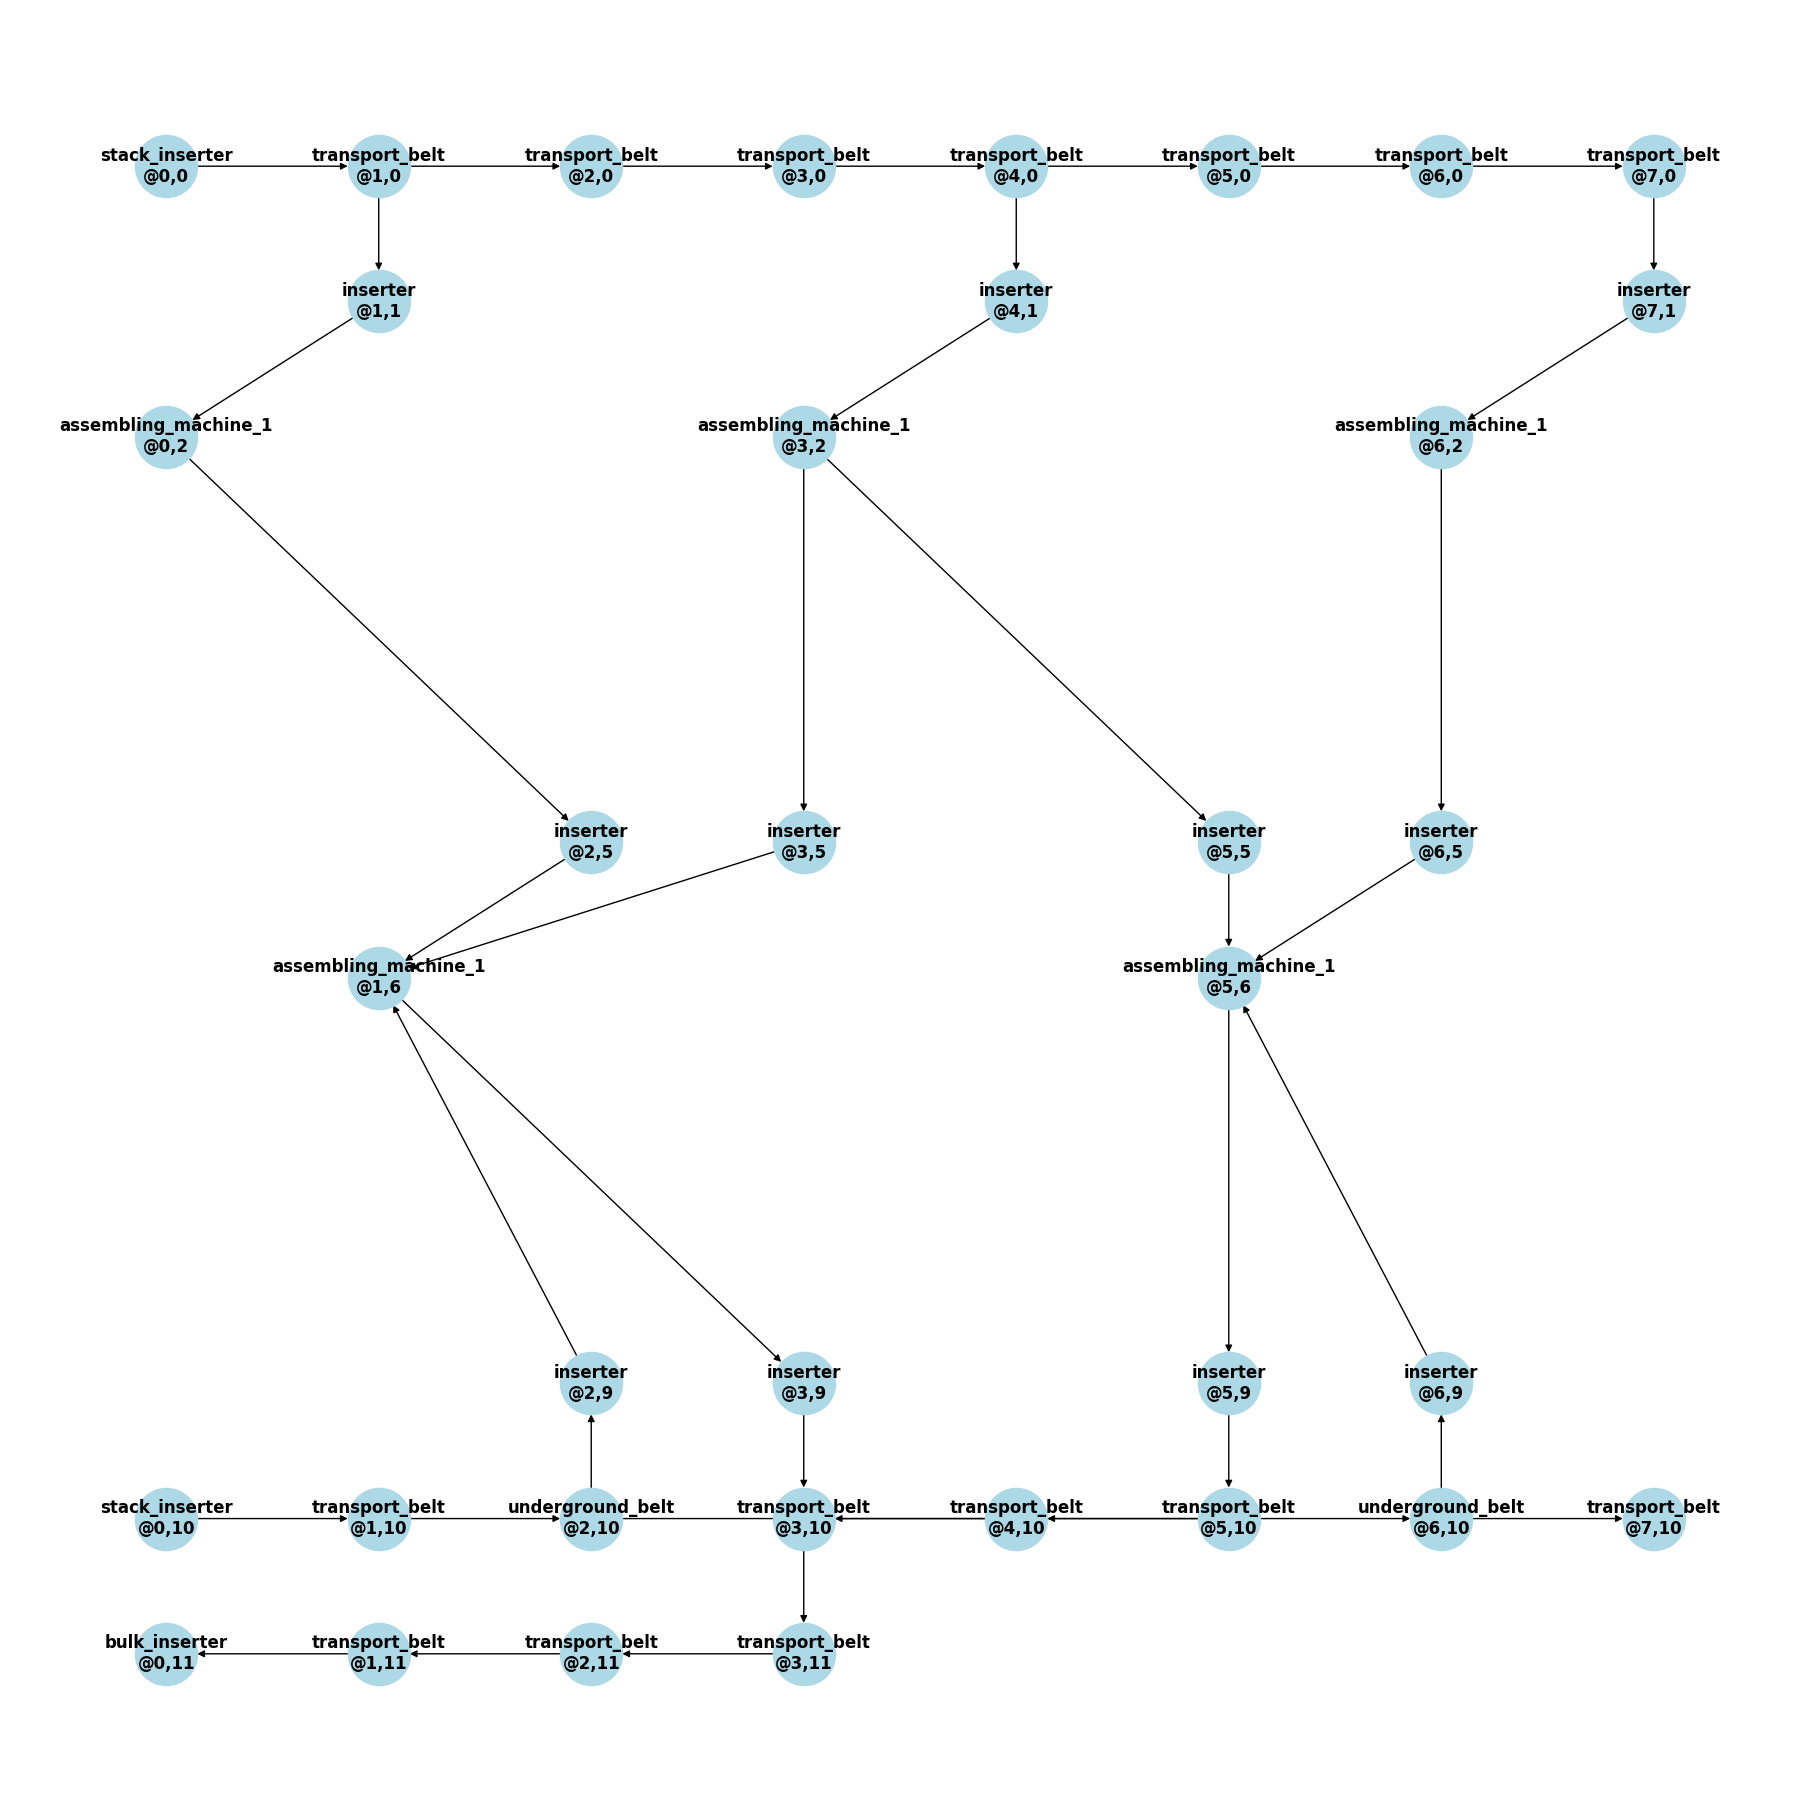 stack_inserter
@0,0
transport_belt
@1,0
transport_belt
@2,0
transport_belt
@3,0
transport_belt
@4,0
transport_belt
@5,0
transport_belt
@6,0
transport_belt
@7,0
inserter
@1,1
inserter
@4,1
inserter
@7,1
assembling_machine_1
@0,2
assembling_machine_1
@3,2
assembling_machine_1
@6,2
inserter
@2,5
inserter
@3,5
inserter
@5,5
inserter
@6,5
assembling_machine_1
@1,6
assembling_machine_1
@5,6
inserter
@2,9
inserter
@3,9
inserter
@5,9
inserter
@6,9
stack_inserter
@0,10
transport_belt
@1,10
underground_belt
@2,10
transport_belt
@3,10
transport_belt
@4,10
transport_belt
@5,10
underground_belt
@6,10
transport_belt
@7,10
bulk_inserter
@0,11
transport_belt
@1,11
transport_belt
@2,11
transport_belt
@3,11